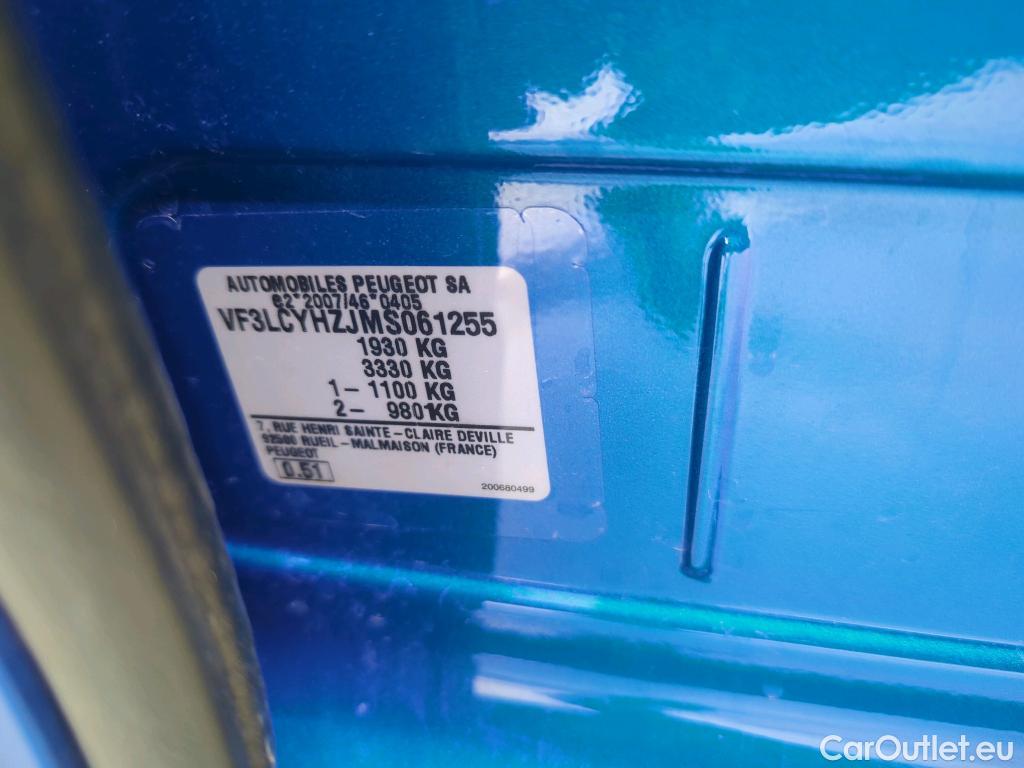 AUTOMOBILES PEUGEOT SA
e2*2007/46*0405
VF3LCYHZJMS061255
1930 KG
3330 KG
1- 1100 KG
2- 980 KG
7, RUE HENRI SAINTE-CLAIRE DEVILLE
92500 RUEIL-MALMAISON (FRANCE)
PEUGEOT
0.51
200680499
CarOutlet.eu